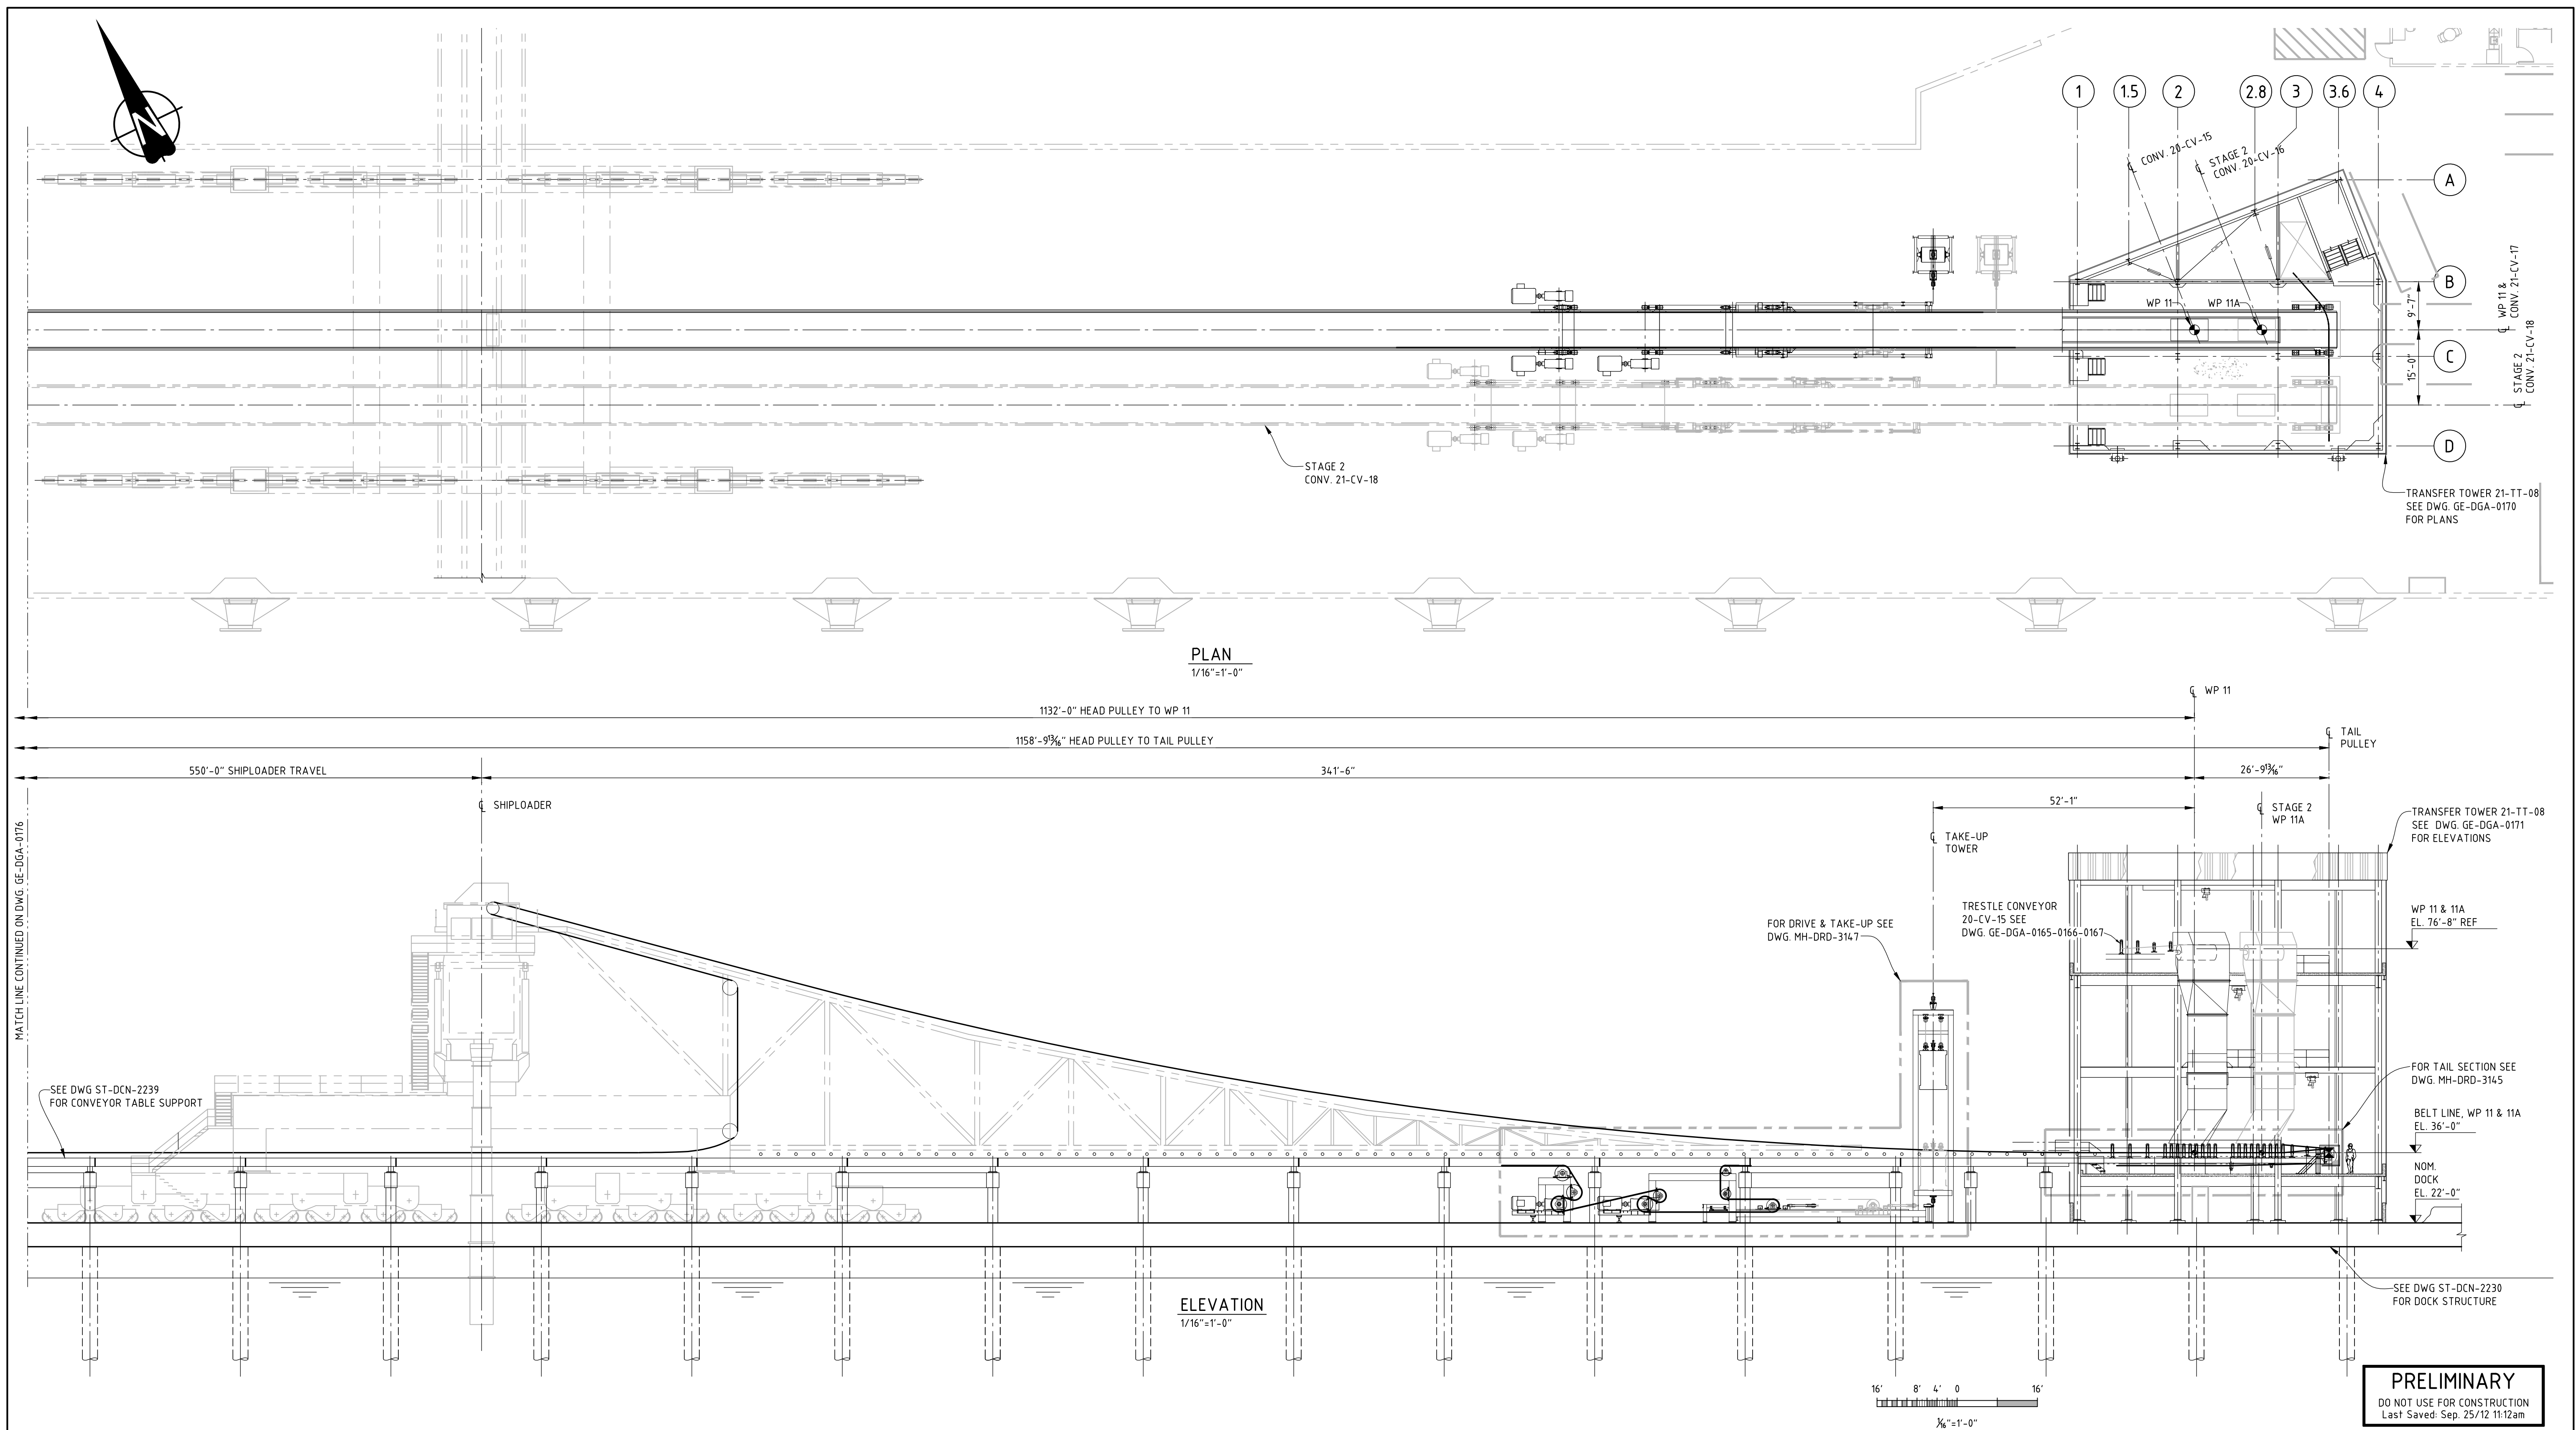 N
1
1.5
2
2.8
3
3.6
4
℄ CONV. 20-CV-15
℄ STAGE 2
CONV. 20-CV-16
A
B
C
D
WP 11
WP 11A
9'-7"
15'-0"
℄ WP 11 &
CONV. 21-CV-17
℄ STAGE 2
CONV. 21-CV-18
STAGE 2
CONV. 21-CV-18
TRANSFER TOWER 21-TT-08
SEE DWG. GE-DGA-0170
FOR PLANS
PLAN
1/16"=1'-0"
℄ WP 11
1132'-0" HEAD PULLEY TO WP 11
1158'-9 13/16" HEAD PULLEY TO TAIL PULLEY
℄ TAIL
PULLEY
550'-0" SHIPLOADER TRAVEL
341'-6"
26'-9 13/16"
℄ SHIPLOADER
52'-1"
℄ STAGE 2
WP 11A
℄ TAKE-UP
TOWER
TRANSFER TOWER 21-TT-08
SEE DWG. GE-DGA-0171
FOR ELEVATIONS
MATCH LINE CONTINUED ON DWG. GE-DGA-0176
TRESTLE CONVEYOR
20-CV-15 SEE
DWG. GE-DGA-0165-0166-0167
FOR DRIVE & TAKE-UP SEE
DWG. MH-DRD-3147
WP 11 & 11A
EL. 76'-8" REF
FOR TAIL SECTION SEE
DWG. MH-DRD-3145
SEE DWG ST-DCN-2239
FOR CONVEYOR TABLE SUPPORT
BELT LINE, WP 11 & 11A
EL. 36'-0"
NOM.
DOCK
EL. 22'-0"
SEE DWG ST-DCN-2230
FOR DOCK STRUCTURE
ELEVATION
1/16"=1'-0"
16' 8' 4' 0 16'
1/16"=1'-0"
PRELIMINARY
DO NOT USE FOR CONSTRUCTION
Last Saved: Sep. 25/12 11:12am